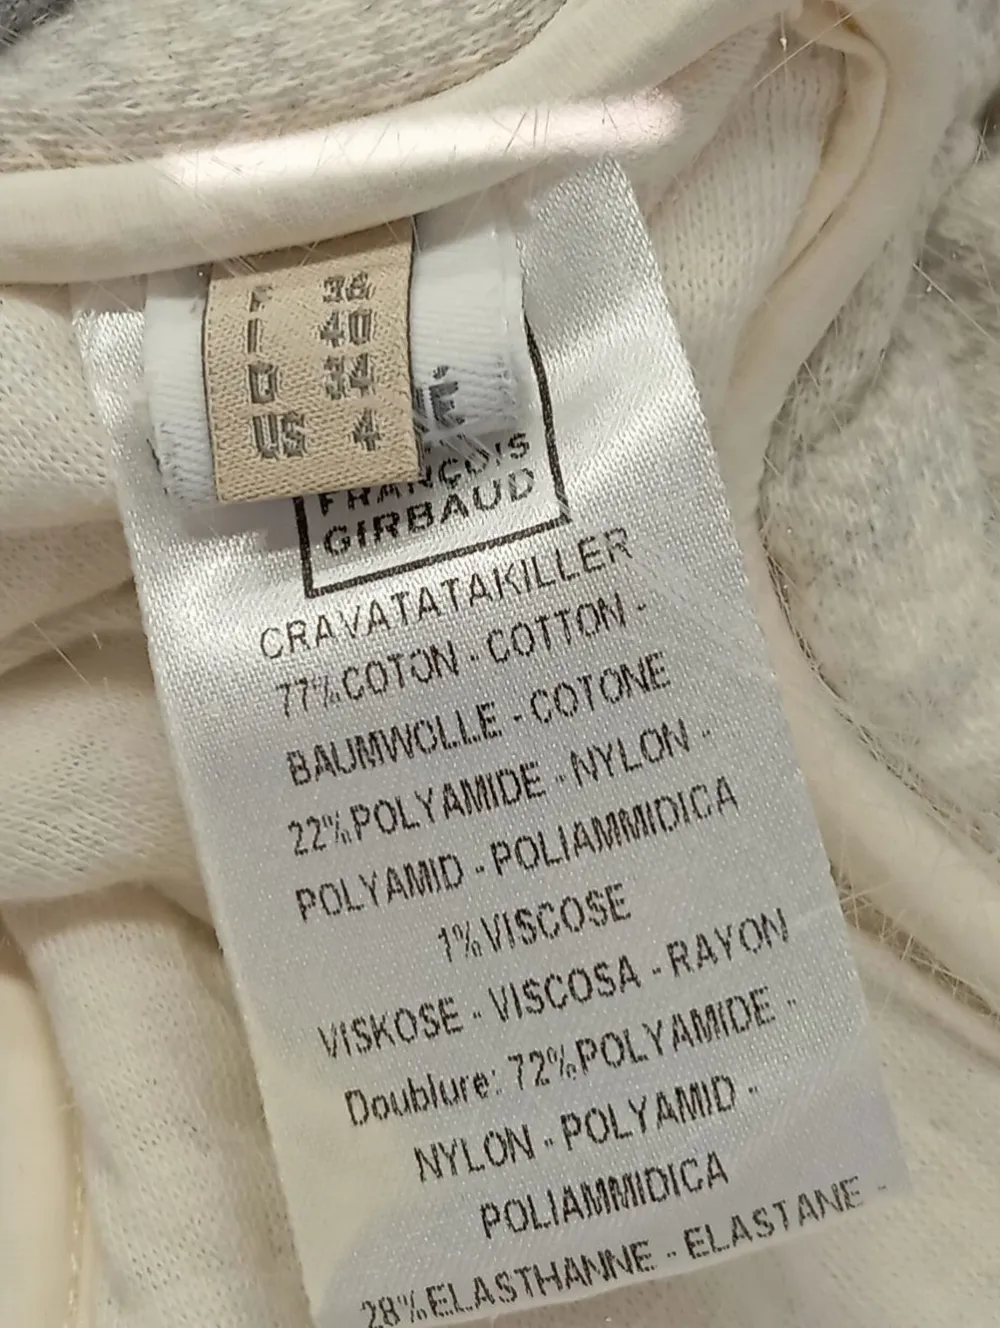 F 36
I 40
D 34
US 4
FRANÇOIS
GIRBAUD
CRAVATATAKILLER
77%COTON - COTTON -
BAUMWOLLE - COTONE
22%POLYAMIDE - NYLON -
POLYAMID - POLIAMMIDICA
1%VISCOSE
VISKOSE - VISCOSA - RAYON
Doublure: 72%POLYAMIDE -
NYLON - POLYAMID -
POLIAMMIDICA
28%ELASTHANNE - ELASTANE -